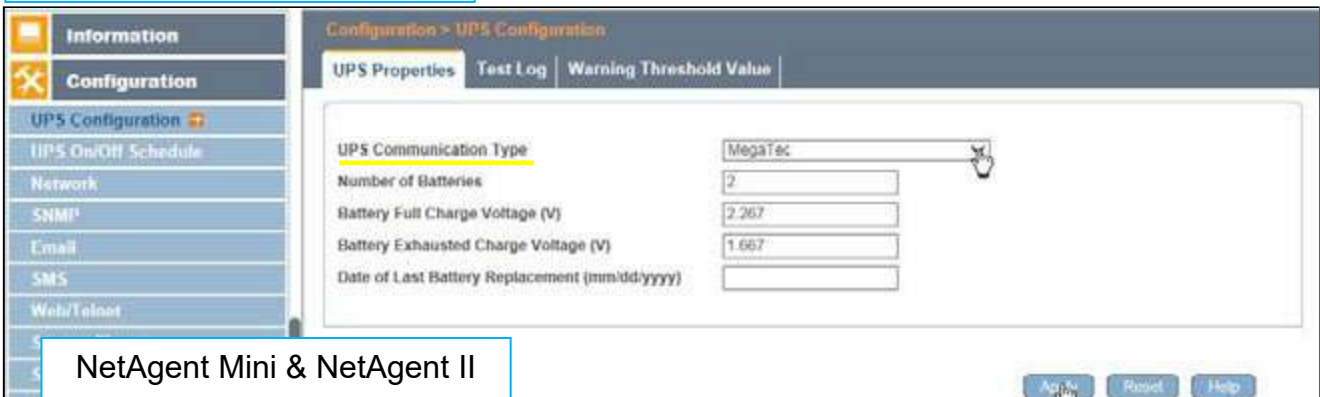 Information
Configuration
UPS Configuration
UPS On/Off Schedule
Network
SNMP
Email
SMS
Web/Telnet
Configuration > UPS Configuration
UPS Properties Test Log Warning Threshold Value
UPS Communication Type MegaTec
Number of Batteries 2
Battery Full Charge Voltage (V) 2.267
Battery Exhausted Charge Voltage (V) 1.667
Date of Last Battery Replacement (mm/dd/yyyy)
NetAgent Mini & NetAgent II
Apply Reset Help